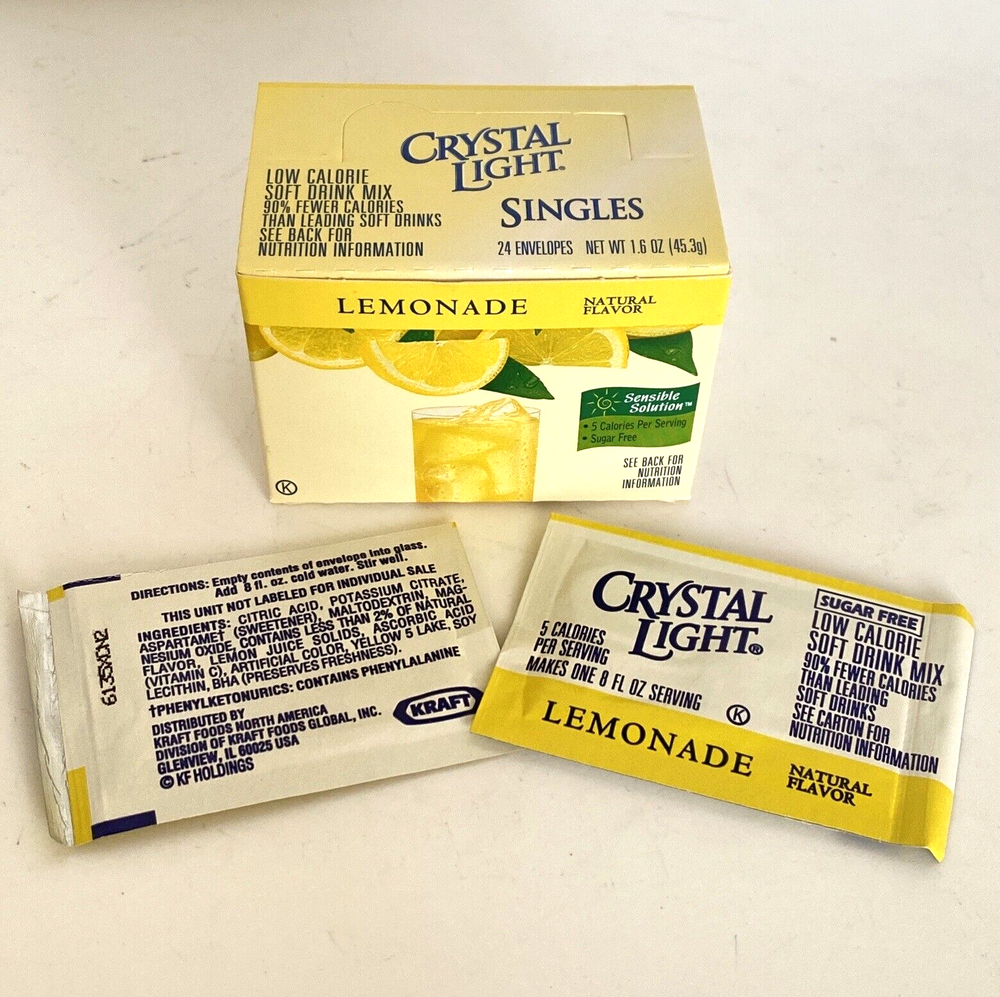 CRYSTAL
LIGHT®
LOW CALORIE
SOFT DRINK MIX
90% FEWER CALORIES
THAN LEADING SOFT DRINKS
SEE BACK FOR
NUTRITION INFORMATION
SINGLES
24 ENVELOPES NET WT 1.6 OZ (45.3g)
LEMONADE
NATURAL
FLAVOR
Sensible
Solution™
• 5 Calories Per Serving
• Sugar Free
SEE BACK FOR
NUTRITION
INFORMATION
K
DIRECTIONS: Empty contents of envelope into glass.
Add 8 fl. oz. cold water. Stir well.
THIS UNIT NOT LABELED FOR INDIVIDUAL SALE
INGREDIENTS: CITRIC ACID, POTASSIUM CITRATE,
ASPARTAME† (SWEETENER), MALTODEXTRIN, MAG-
NESIUM OXIDE, CONTAINS LESS THAN 2% OF NATURAL
FLAVOR, LEMON JUICE SOLIDS, ASCORBIC ACID
(VITAMIN C), ARTIFICIAL COLOR, YELLOW 5 LAKE, SOY
LECITHIN, BHA (PRESERVES FRESHNESS).
†PHENYLKETONURICS: CONTAINS PHENYLALANINE
DISTRIBUTED BY
KRAFT FOODS NORTH AMERICA
DIVISION OF KRAFT FOODS GLOBAL, INC.
GLENVIEW, IL 60025 USA
© KF HOLDINGS
KRAFT
CRYSTAL
LIGHT®
5 CALORIES
PER SERVING
MAKES ONE 8 FL OZ SERVING
K
SUGAR FREE
LOW CALORIE
SOFT DRINK MIX
90% FEWER CALORIES
THAN LEADING
SOFT DRINKS
SEE CARTON FOR
NUTRITION INFORMATION
LEMONADE
NATURAL
FLAVOR